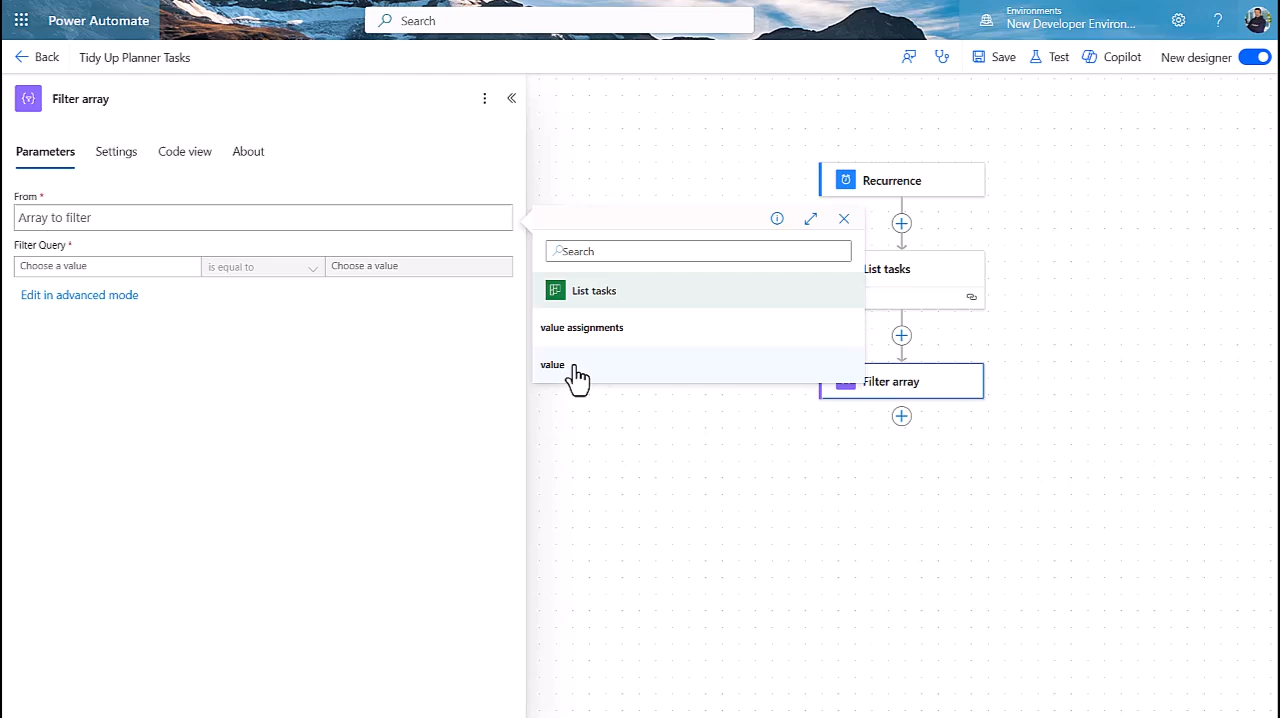 Power Automate
Search
Environments
New Developer Environ...
?
Back
Tidy Up Planner Tasks
Save
Test
Copilot
New designer
Filter array
Parameters
Settings
Code view
About
From *
Array to filter
Filter Query *
Choose a value
is equal to
Choose a value
Edit in advanced mode
Search
List tasks
value assignments
value
Recurrence
List tasks
Filter array